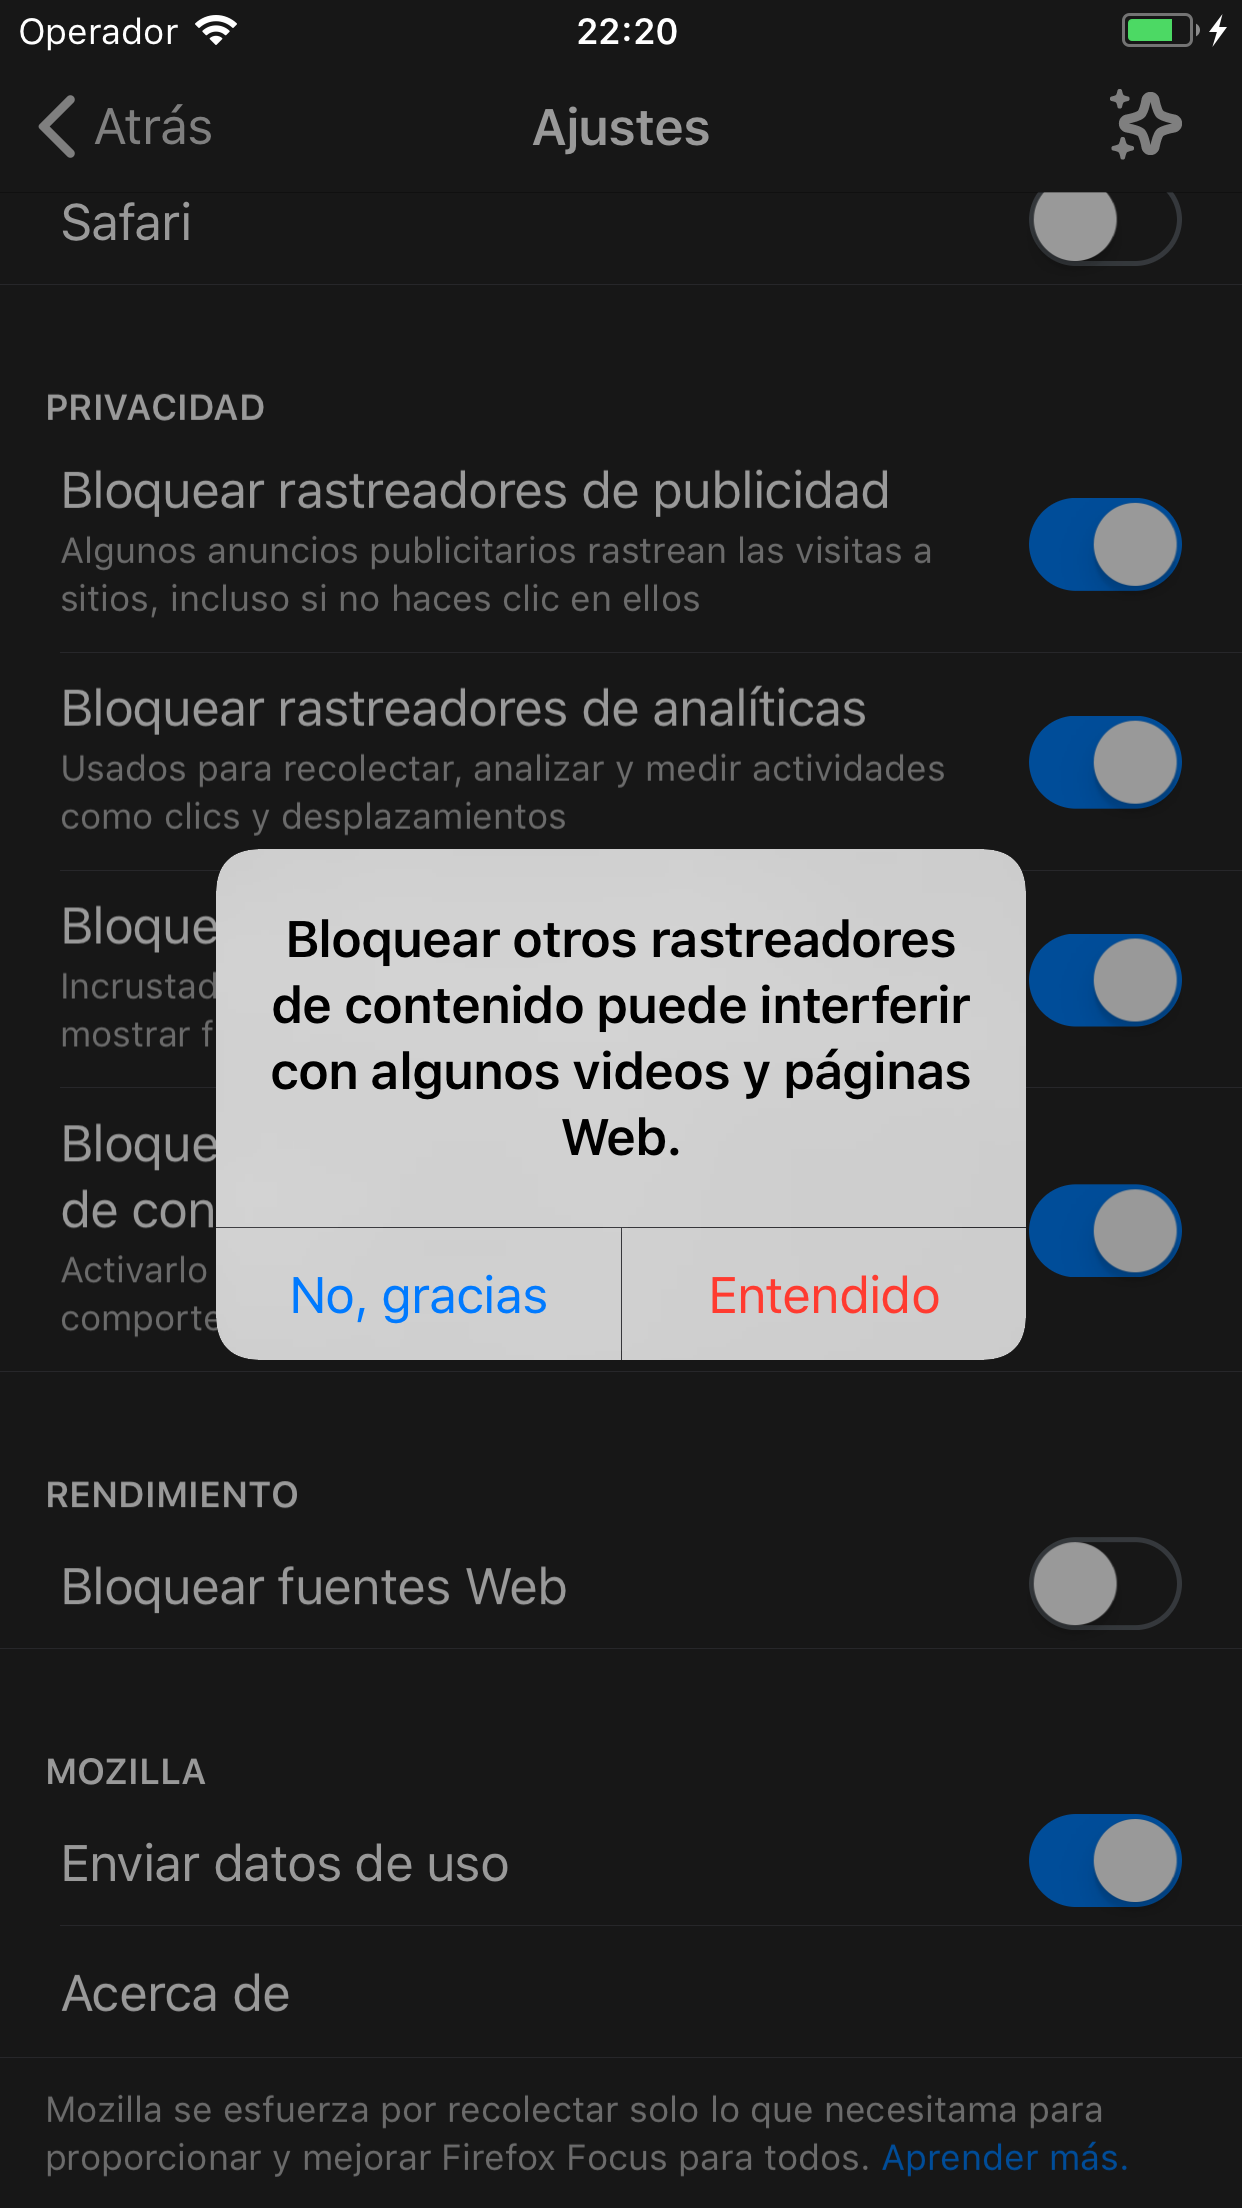 Operador
22:20
Atrás
Ajustes
Safari
PRIVACIDAD
Bloquear rastreadores de publicidad
Algunos anuncios publicitarios rastrean las visitas a
sitios, incluso si no haces clic en ellos
Bloquear rastreadores de analíticas
Usados para recolectar, analizar y medir actividades
como clics y desplazamientos
Bloque
Incrustad
mostrar f
Bloque
de con
Activarlo
comporte
Bloquear otros rastreadores
de contenido puede interferir
con algunos videos y páginas
Web.
No, gracias
Entendido
RENDIMIENTO
Bloquear fuentes Web
MOZILLA
Enviar datos de uso
Acerca de
Mozilla se esfuerza por recolectar solo lo que necesitama para
proporcionar y mejorar Firefox Focus para todos. Aprender más.